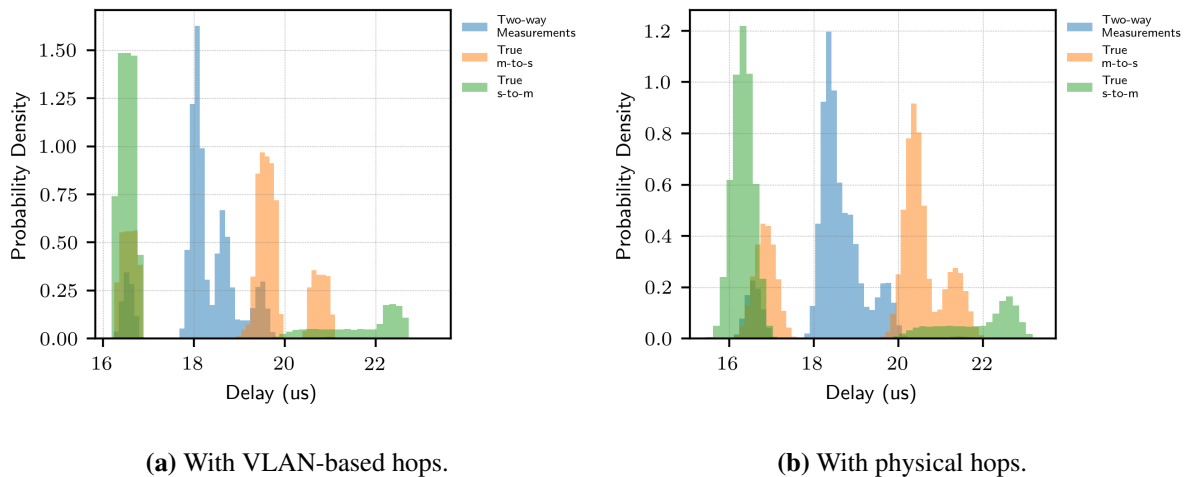 Two-way
Measurements
True
m-to-s
True
s-to-m
Probability Density
1.50
1.25
1.00
0.75
0.50
0.25
0.00
16
18
20
22
Delay (us)
(a) With VLAN-based hops.
Two-way
Measurements
True
m-to-s
True
s-to-m
Probability Density
1.2
1.0
0.8
0.6
0.4
0.2
0.0
16
18
20
22
Delay (us)
(b) With physical hops.